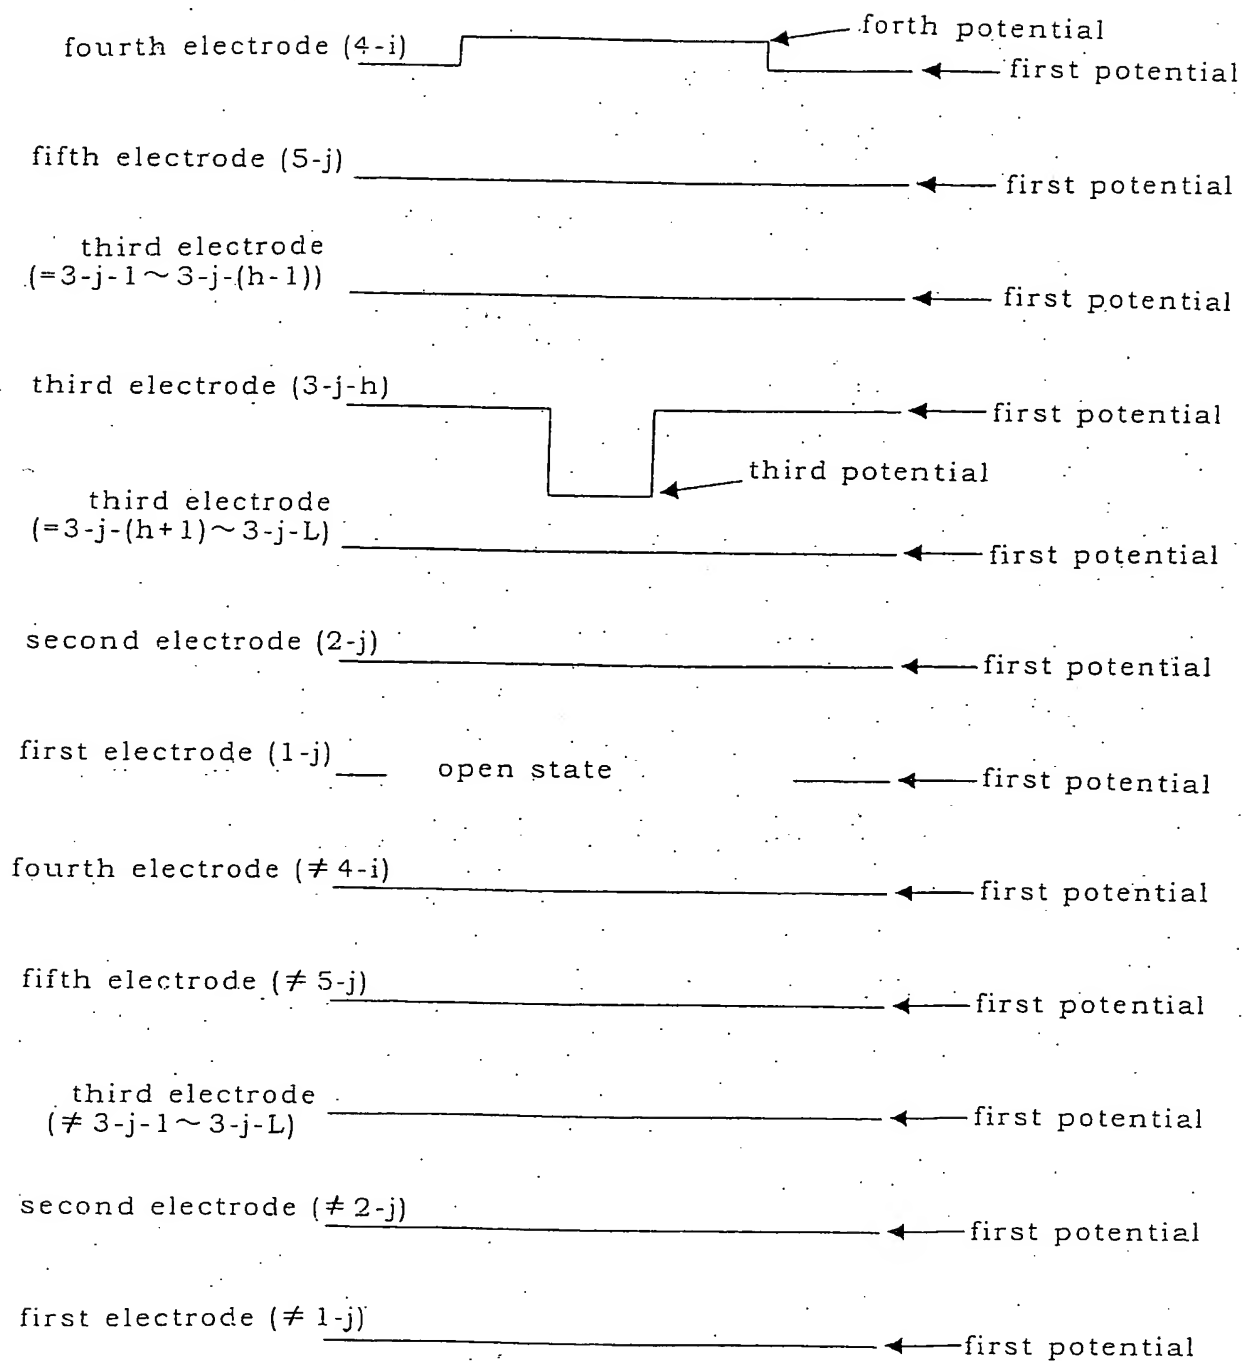 fourth electrode (4-i)
forth potential
first potential
fifth electrode (5-j)
first potential
third electrode
(=3-j-1～3-j-(h-1))
first potential
third electrode (3-j-h)
first potential
third potential
third electrode
(=3-j-(h+1)～3-j-L)
first potential
second electrode (2-j)
first potential
first electrode (1-j)
open state
first potential
fourth electrode (≠ 4-i)
first potential
fifth electrode (≠ 5-j)
first potential
third electrode
(≠ 3-j-1～3-j-L)
first potential
second electrode (≠ 2-j)
first potential
first electrode (≠ 1-j)
first potential